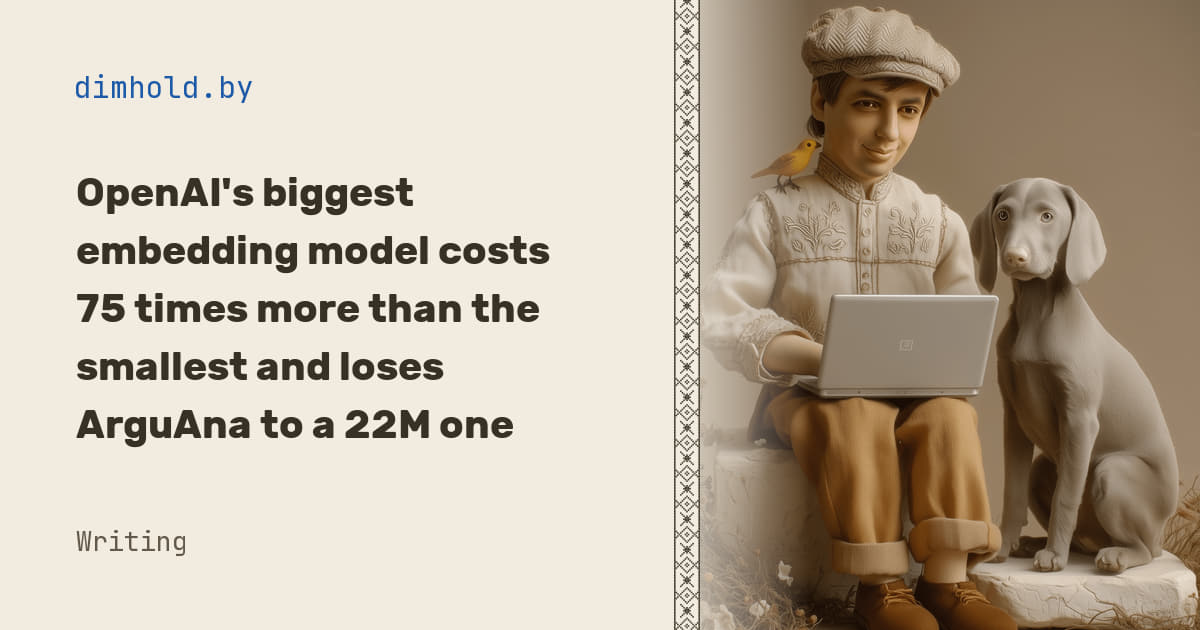 dimhold.by
OpenAI's biggest
embedding model costs
75 times more than the
smallest and loses
ArguAna to a 22M one
Writing